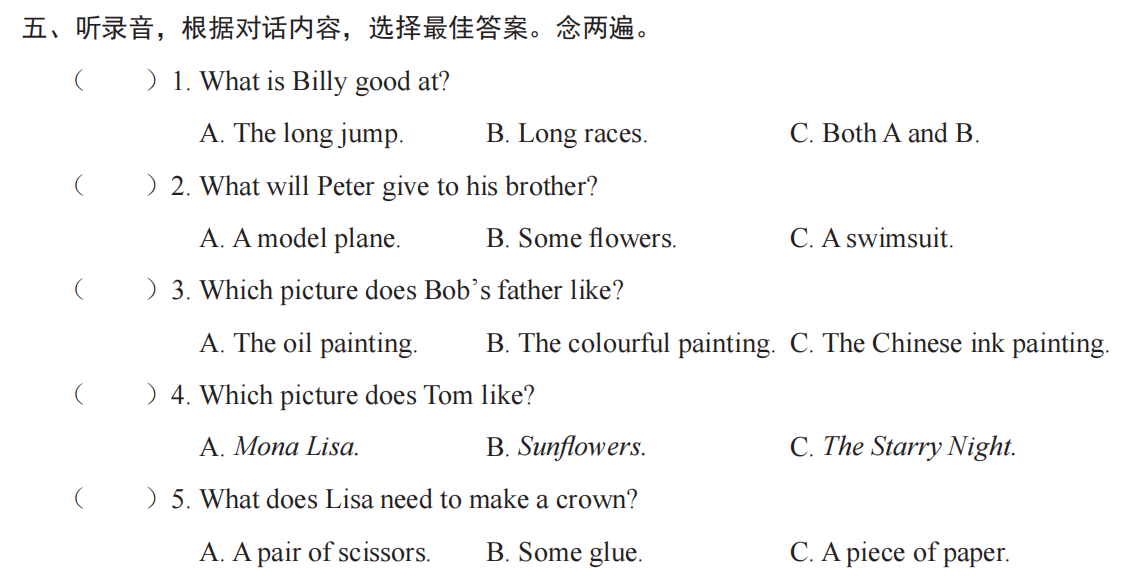 五、听录音，根据对话内容，选择最佳答案。念两遍。
（　　）1. What is Billy good at?
A. The long jump. B. Long races. C. Both A and B.
（　　）2. What will Peter give to his brother?
A. A model plane. B. Some flowers. C. A swimsuit.
（　　）3. Which picture does Bob’s father like?
A. The oil painting. B. The colourful painting. C. The Chinese ink painting.
（　　）4. Which picture does Tom like?
A. Mona Lisa. B. Sunflowers. C. The Starry Night.
（　　）5. What does Lisa need to make a crown?
A. A pair of scissors. B. Some glue. C. A piece of paper.